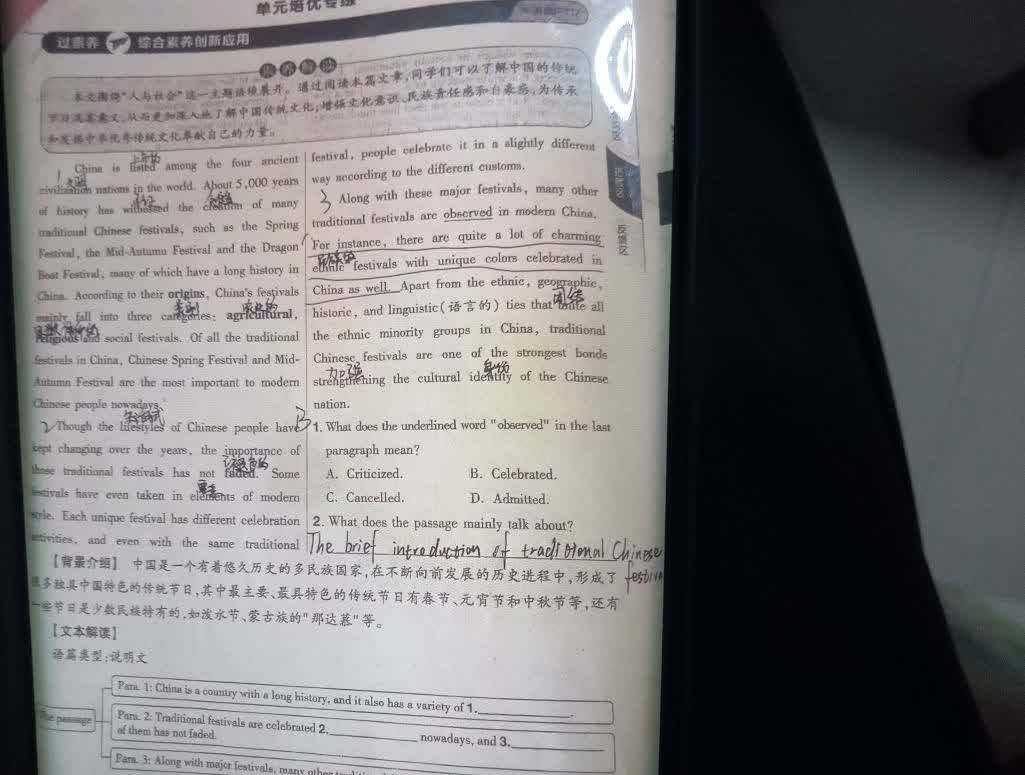 单元培优专练
过素养 综合素养创新应用
素养解读
本文围绕"人与社会"这一主题语境展开。通过阅读本篇文章,同学们可以了解中国的传统
节日及其意义,从而更加深入地了解中国传统文化,增强文化意识、民族责任感和自豪感,为传承
和发扬中华优秀传统文化奉献自己的力量。
1 China is listed among the four ancient
文明
civilization nations in the world. About 5,000 years
of history has witnessed the creation of many
traditional Chinese festivals, such as the Spring
Festival, the Mid-Autumn Festival and the Dragon
Boat Festival, many of which have a long history in
China. According to their origins, China's festivals
类别
mainly fall into three categories: agricultural,
religious and social festivals. Of all the traditional
festivals in China, Chinese Spring Festival and Mid-
Autumn Festival are the most important to modern
Chinese people nowadays.
2 Though the lifestyles of Chinese people have
kept changing over the years, the importance of
these traditional festivals has not faded. Some
festivals have even taken in elements of modern
style. Each unique festival has different celebration
activities, and even with the same traditional
festival, people celebrate it in a slightly different
way according to the different customs.
3 Along with these major festivals, many other
traditional festivals are observed in modern China.
For instance, there are quite a lot of charming
民族的
ethnic festivals with unique colors celebrated in
China as well. Apart from the ethnic, geographic,
团结
historic, and linguistic(语言的) ties that unite all
the ethnic minority groups in China, traditional
Chinese festivals are one of the strongest bonds
加强 身份
strengthening the cultural identity of the Chinese
nation.
B 1. What does the underlined word "observed" in the last
paragraph mean?
A. Criticized. B. Celebrated.
C. Cancelled. D. Admitted.
2. What does the passage mainly talk about?
The brief introduction of traditional Chinese
【背景介绍】 中国是一个有着悠久历史的多民族国家,在不断向前发展的历史进程中,形成了
很多独具中国特色的传统节日,其中最主要、最具特色的传统节日有春节、元宵节和中秋节等,还有
一些节日是少数民族特有的,如泼水节、蒙古族的"那达慕"等。
【文本解读】
语篇类型:说明文
The passage
Para. 1: China is a country with a long history, and it also has a variety of 1.____________.
Para. 2: Traditional festivals are celebrated 2.____________ nowadays, and 3.____________
of them has not faded.
Para. 3: Along with major festivals, many other
反馈区